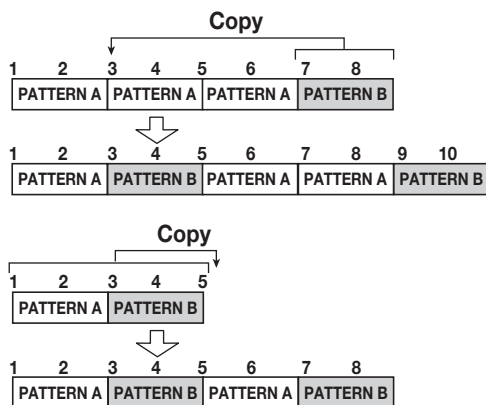 Copy
1 2 3 4 5 6 7 8
PATTERN A PATTERN A PATTERN A PATTERN B
1 2 3 4 5 6 7 8 9 10
PATTERN A PATTERN B PATTERN A PATTERN A PATTERN B
Copy
1 2 3 4 5
PATTERN A PATTERN B
1 2 3 4 5 6 7 8
PATTERN A PATTERN B PATTERN A PATTERN B